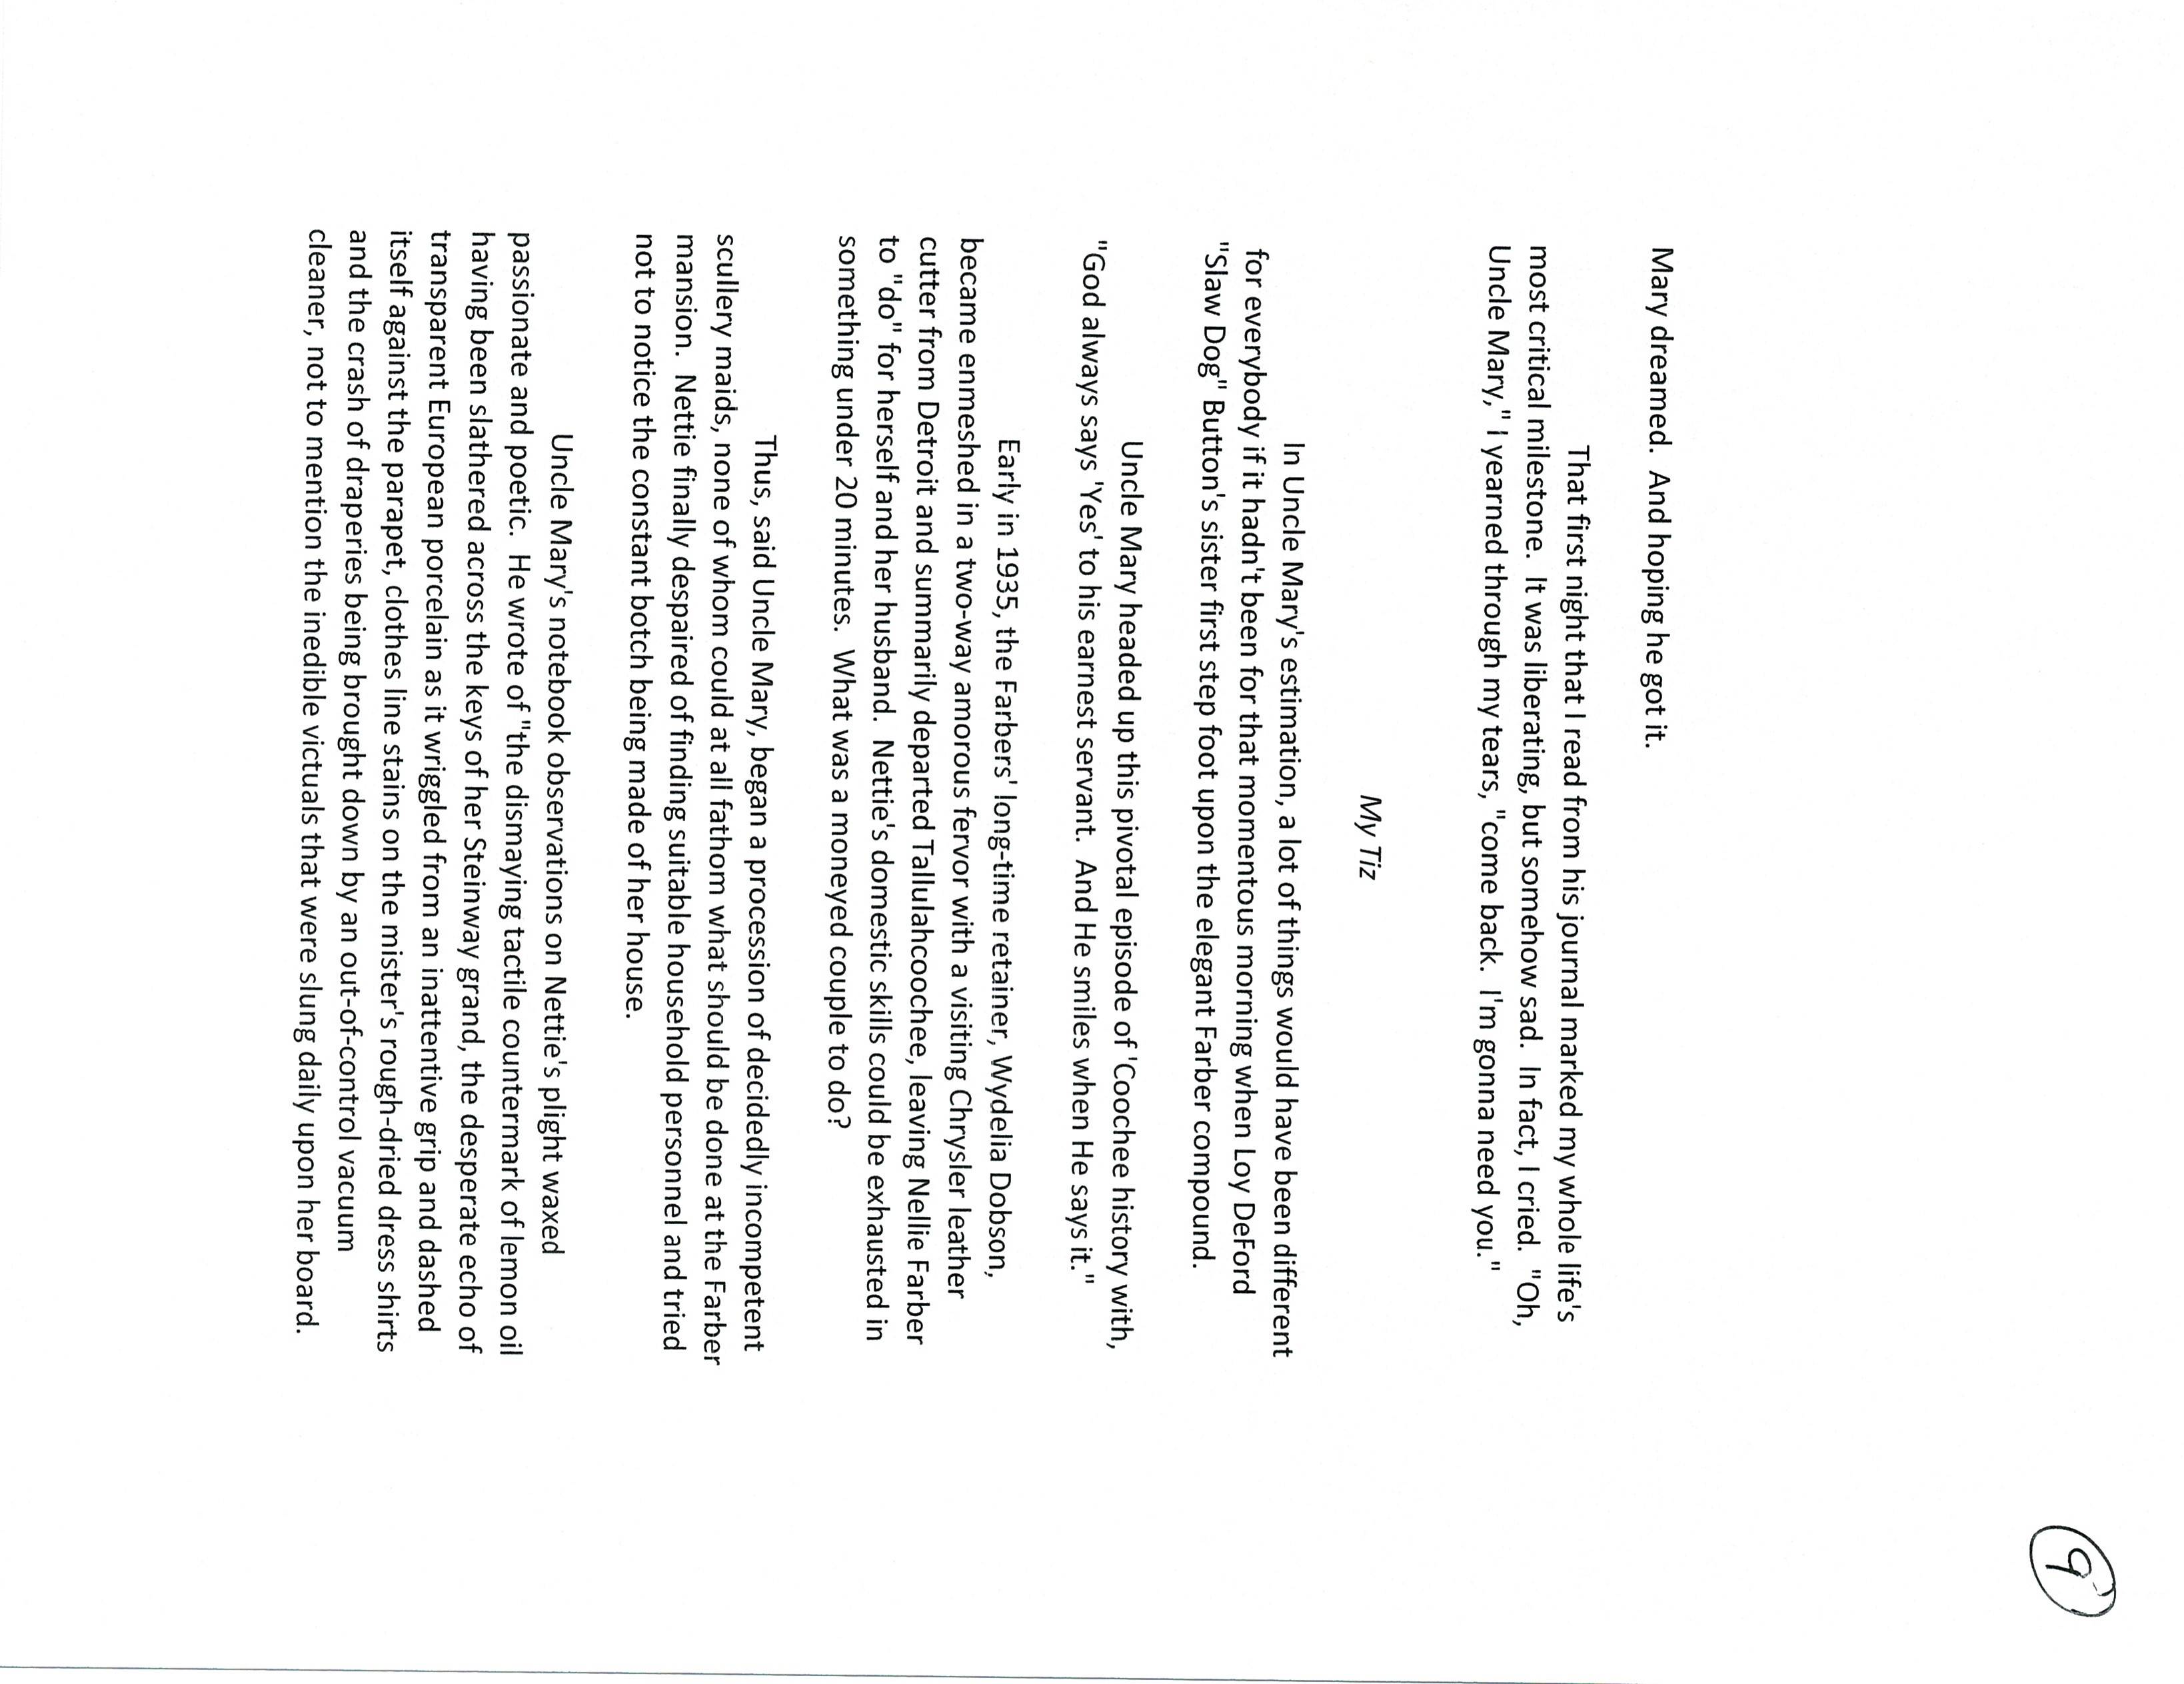 9
Mary dreamed.  And hoping he got it.
That first night that I read from his journal marked my whole life's
most critical milestone.  It was liberating, but somehow sad.  In fact, I cried.  "Oh,
Uncle Mary," I yearned through my tears, "come back.  I'm gonna need you."
My Tiz
In Uncle Mary's estimation, a lot of things would have been different
for everybody if it hadn't been for that momentous morning when Loy DeFord
"Slaw Dog" Button's sister first step foot upon the elegant Farber compound.
Uncle Mary headed up this pivotal episode of 'Coochee history with,
"God always says 'Yes' to his earnest servant.  And He smiles when He says it."
Early in 1935, the Farbers' long-time retainer, Wydelia Dobson,
became enmeshed in a two-way amorous fervor with a visiting Chrysler leather
cutter from Detroit and summarily departed Tallulahcoochee, leaving Nellie Farber
to "do" for herself and her husband.  Nettie's domestic skills could be exhausted in
something under 20 minutes.  What was a moneyed couple to do?
Thus, said Uncle Mary, began a procession of decidedly incompetent
scullery maids, none of whom could at all fathom what should be done at the Farber
mansion.  Nettie finally despaired of finding suitable household personnel and tried
not to notice the constant botch being made of her house.
Uncle Mary's notebook observations on Nettie's plight waxed
passionate and poetic.  He wrote of "the dismaying tactile countermark of lemon oil
having been slathered across the keys of her Steinway grand, the desperate echo of
transparent European porcelain as it wriggled from an inattentive grip and dashed
itself against the parapet, clothes line stains on the mister's rough-dried dress shirts
and the crash of draperies being brought down by an out-of-control vacuum
cleaner, not to mention the inedible victuals that were slung daily upon her board.